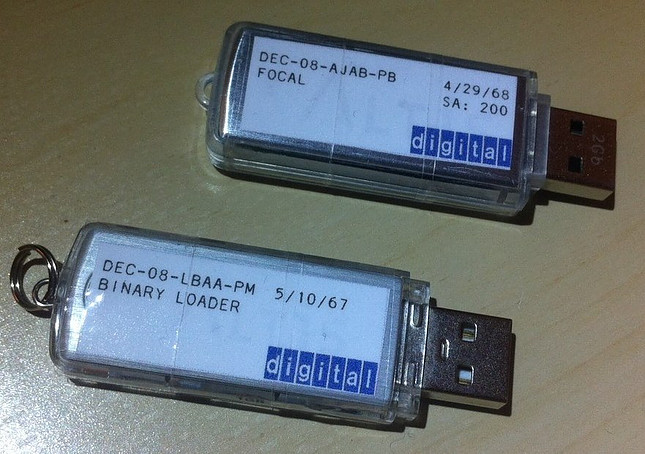 DEC-08-AJAB-PB
FOCAL
4/29/68
SA: 200
digital
2Gb
DEC-08-LBAA-PM 5/10/67
BINARY LOADER
digital